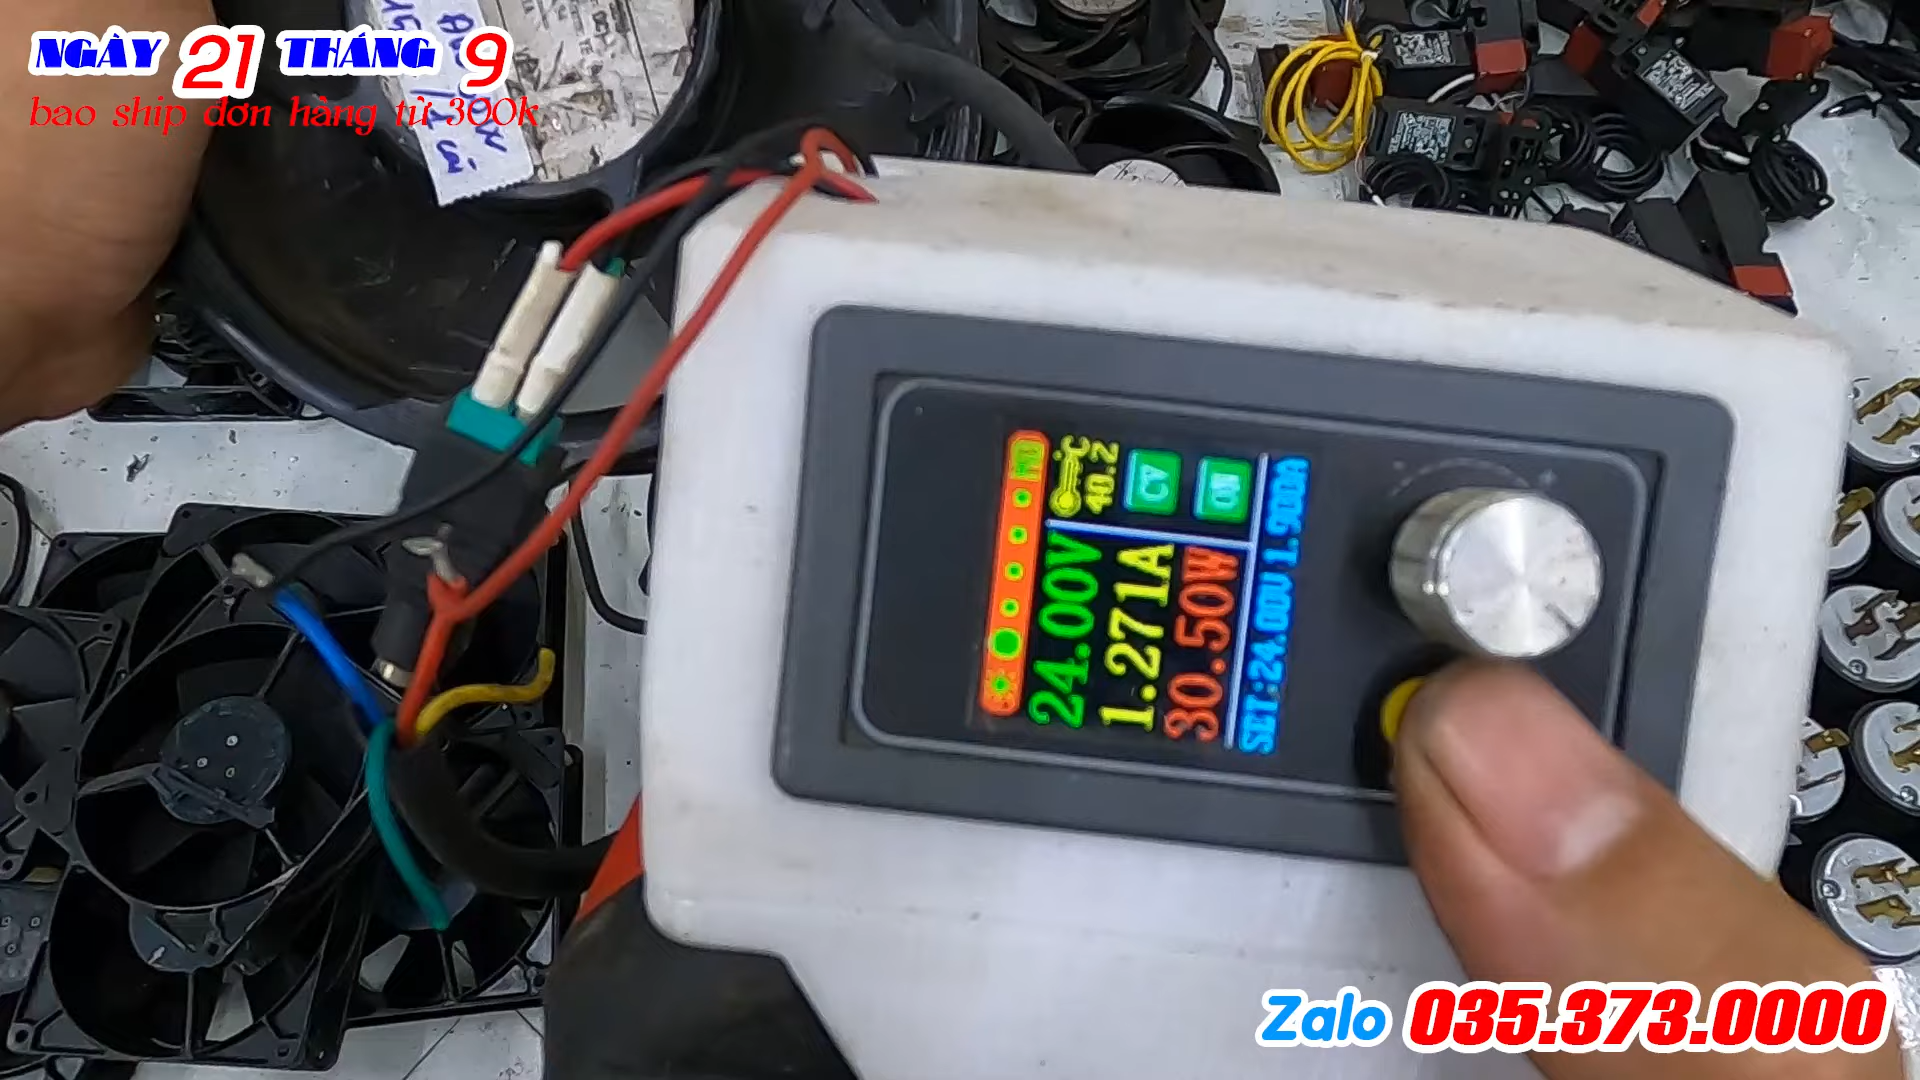 NGÀY 21 THÁNG 9
bao ship đơn hàng từ 300k
40.2
CV
ON
24.00V
1.271A
30.50W
SET:24.00V 1.900A
Zalo 035.373.0000